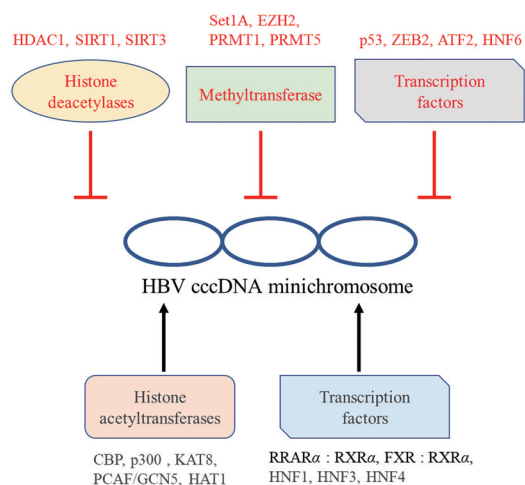 HDAC1, SIRT1, SIRT3
Histone
deacetylases
Set1A, EZH2,
PRMT1, PRMT5
Methyltransferase
p53, ZEB2, ATF2, HNF6
Transcription
factors
HBV cccDNA minichromosome
Histone
acetyltransferases
CBP, p300 , KAT8,
PCAF/GCN5, HAT1
Transcription
factors
RRARα : RXRα, FXR : RXRα,
HNF1, HNF3, HNF4